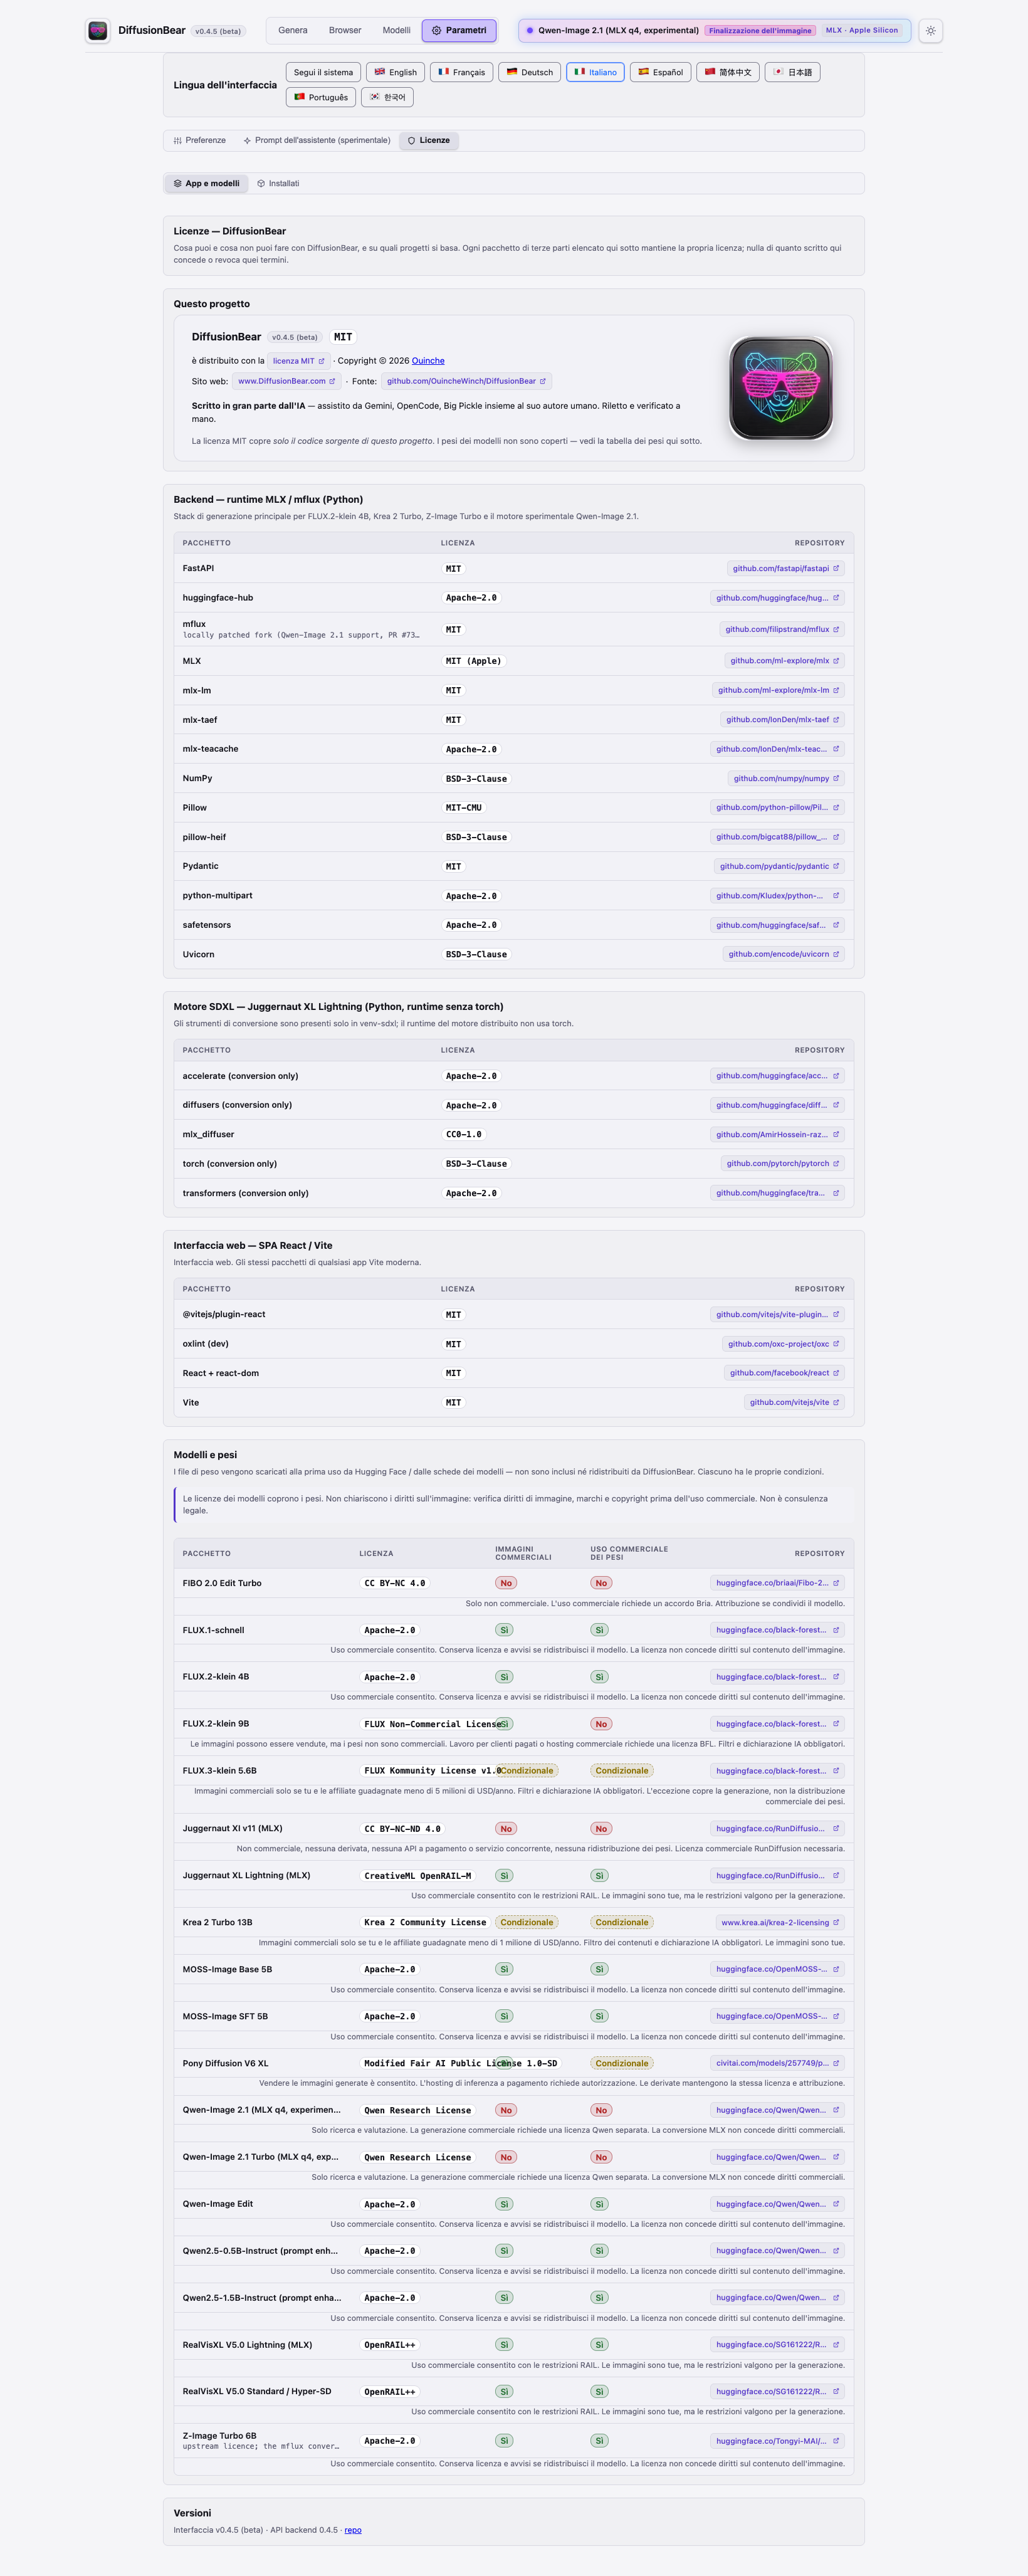 DiffusionBear v0.4.5 (beta) Genera Browser Modelli Parametri Qwen-Image 2.1 (MLX q4, experimental) Finalizzazione dell'immagine MLX · Apple Silicon
Lingua dell'interfaccia Segui il sistema English Français Deutsch Italiano Español 简体中文 日本語
Português 한국어
Preferenze Prompt dell'assistente (sperimentale) Licenze
App e modelli Installati
Licenze — DiffusionBear
Cosa puoi e cosa non puoi fare con DiffusionBear, e su quali progetti si basa. Ogni pacchetto di terze parti elencato qui sotto mantiene la propria licenza; nulla di quanto scritto qui
concede o revoca quei termini.
Questo progetto
DiffusionBear v0.4.5 (beta) MIT
è distribuito con la licenza MIT · Copyright © 2026 Ouinche
Sito web: www.DiffusionBear.com · Fonte: github.com/OuincheWinch/DiffusionBear
Scritto in gran parte dall'IA — assistito da Gemini, OpenCode, Big Pickle insieme al suo autore umano. Riletto e verificato a
mano.
La licenza MIT copre solo il codice sorgente di questo progetto. I pesi dei modelli non sono coperti — vedi la tabella dei pesi qui sotto.
Backend — runtime MLX / mflux (Python)
Stack di generazione principale per FLUX.2-klein 4B, Krea 2 Turbo, Z-Image Turbo e il motore sperimentale Qwen-Image 2.1.
PACCHETTO LICENZA REPOSITORY
FastAPI MIT github.com/fastapi/fastapi
huggingface-hub Apache-2.0 github.com/huggingface/hug...
mflux MIT github.com/filipstrand/mflux
locally patched fork (Qwen-Image 2.1 support, PR #73…
MLX MIT (Apple) github.com/ml-explore/mlx
mlx-lm MIT github.com/ml-explore/mlx-lm
mlx-taef MIT github.com/IonDen/mlx-taef
mlx-teacache Apache-2.0 github.com/IonDen/mlx-teac...
NumPy BSD-3-Clause github.com/numpy/numpy
Pillow MIT-CMU github.com/python-pillow/Pil...
pillow-heif BSD-3-Clause github.com/bigcat88/pillow_...
Pydantic MIT github.com/pydantic/pydantic
python-multipart Apache-2.0 github.com/Kludex/python-...
safetensors Apache-2.0 github.com/huggingface/saf...
Uvicorn BSD-3-Clause github.com/encode/uvicorn
Motore SDXL — Juggernaut XL Lightning (Python, runtime senza torch)
Gli strumenti di conversione sono presenti solo in venv-sdxl; il runtime del motore distribuito non usa torch.
PACCHETTO LICENZA REPOSITORY
accelerate (conversion only) Apache-2.0 github.com/huggingface/acc...
diffusers (conversion only) Apache-2.0 github.com/huggingface/diff...
mlx_diffuser CC0-1.0 github.com/AmirHossein-raz...
torch (conversion only) BSD-3-Clause github.com/pytorch/pytorch
transformers (conversion only) Apache-2.0 github.com/huggingface/tra...
Interfaccia web — SPA React / Vite
Interfaccia web. Gli stessi pacchetti di qualsiasi app Vite moderna.
PACCHETTO LICENZA REPOSITORY
@vitejs/plugin-react MIT github.com/vitejs/vite-plugin...
oxlint (dev) MIT github.com/oxc-project/oxc
React + react-dom MIT github.com/facebook/react
Vite MIT github.com/vitejs/vite
Modelli e pesi
I file di peso vengono scaricati alla prima uso da Hugging Face / dalle schede dei modelli — non sono inclusi né ridistribuiti da DiffusionBear. Ciascuno ha le proprie condizioni.
Le licenze dei modelli coprono i pesi. Non chiariscono i diritti sull'immagine: verifica diritti di immagine, marchi e copyright prima dell'uso commerciale. Non è consulenza
legale.
PACCHETTO LICENZA IMMAGINI COMMERCIALI USO COMMERCIALE DEI PESI REPOSITORY
FIBO 2.0 Edit Turbo CC BY-NC 4.0 No No huggingface.co/briaai/Fibo-2...
Solo non commerciale. L'uso commerciale richiede un accordo Bria. Attribuzione se condividi il modello.
FLUX.1-schnell Apache-2.0 Sì Sì huggingface.co/black-forest...
Uso commerciale consentito. Conserva licenza e avvisi se ridistribuisci il modello. La licenza non concede diritti sul contenuto dell'immagine.
FLUX.2-klein 4B Apache-2.0 Sì Sì huggingface.co/black-forest...
Uso commerciale consentito. Conserva licenza e avvisi se ridistribuisci il modello. La licenza non concede diritti sul contenuto dell'immagine.
FLUX.2-klein 9B FLUX Non-Commercial License Sì No huggingface.co/black-forest...
Le immagini possono essere vendute, ma i pesi non sono commerciali. Lavoro per clienti pagati o hosting commerciale richiede una licenza BFL. Filtri e dichiarazione IA obbligatori.
FLUX.3-klein 5.6B FLUX Kommunity License v1.0 Condizionale Condizionale huggingface.co/black-forest...
Immagini commerciali solo se tu e le affiliate guadagnate meno di 5 milioni di USD/anno. Filtri e dichiarazione IA obbligatori. L'eccezione copre la generazione, non la distribuzione
commerciale dei pesi.
Juggernaut XI v11 (MLX) CC BY-NC-ND 4.0 No No huggingface.co/RunDiffusio...
Non commerciale, nessuna derivata, nessuna API a pagamento o servizio concorrente, nessuna ridistribuzione dei pesi. Licenza commerciale RunDiffusion necessaria.
Juggernaut XL Lightning (MLX) CreativeML OpenRAIL-M Sì Sì huggingface.co/RunDiffusio...
Uso commerciale consentito con le restrizioni RAIL. Le immagini sono tue, ma le restrizioni valgono per la generazione.
Krea 2 Turbo 13B Krea 2 Community License Condizionale Condizionale www.krea.ai/krea-2-licensing
Immagini commerciali solo se tu e le affiliate guadagnate meno di 1 milione di USD/anno. Filtro dei contenuti e dichiarazione IA obbligatori. Le immagini sono tue.
MOSS-Image Base 5B Apache-2.0 Sì Sì huggingface.co/OpenMOSS-...
Uso commerciale consentito. Conserva licenza e avvisi se ridistribuisci il modello. La licenza non concede diritti sul contenuto dell'immagine.
MOSS-Image SFT 5B Apache-2.0 Sì Sì huggingface.co/OpenMOSS-...
Uso commerciale consentito. Conserva licenza e avvisi se ridistribuisci il modello. La licenza non concede diritti sul contenuto dell'immagine.
Pony Diffusion V6 XL Modified Fair AI Public License 1.0-SD Sì Condizionale civitai.com/models/257749/p...
Vendere le immagini generate è consentito. L'hosting di inferenza a pagamento richiede autorizzazione. Le derivate mantengono la stessa licenza e attribuzione.
Qwen-Image 2.1 (MLX q4, experimen... Qwen Research License No No huggingface.co/Qwen/Qwen...
Solo ricerca e valutazione. La generazione commerciale richiede una licenza Qwen separata. La conversione MLX non concede diritti commerciali.
Qwen-Image 2.1 Turbo (MLX q4, exp... Qwen Research License No No huggingface.co/Qwen/Qwen...
Solo ricerca e valutazione. La generazione commerciale richiede una licenza Qwen separata. La conversione MLX non concede diritti commerciali.
Qwen-Image Edit Apache-2.0 Sì Sì huggingface.co/Qwen/Qwen...
Uso commerciale consentito. Conserva licenza e avvisi se ridistribuisci il modello. La licenza non concede diritti sul contenuto dell'immagine.
Qwen2.5-0.5B-Instruct (prompt enh... Apache-2.0 Sì Sì huggingface.co/Qwen/Qwen...
Uso commerciale consentito. Conserva licenza e avvisi se ridistribuisci il modello. La licenza non concede diritti sul contenuto dell'immagine.
Qwen2.5-1.5B-Instruct (prompt enha... Apache-2.0 Sì Sì huggingface.co/Qwen/Qwen...
Uso commerciale consentito. Conserva licenza e avvisi se ridistribuisci il modello. La licenza non concede diritti sul contenuto dell'immagine.
RealVisXL V5.0 Lightning (MLX) OpenRAIL++ Sì Sì huggingface.co/SG161222/R...
Uso commerciale consentito con le restrizioni RAIL. Le immagini sono tue, ma le restrizioni valgono per la generazione.
RealVisXL V5.0 Standard / Hyper-SD OpenRAIL++ Sì Sì huggingface.co/SG161222/R...
Uso commerciale consentito con le restrizioni RAIL. Le immagini sono tue, ma le restrizioni valgono per la generazione.
Z-Image Turbo 6B Apache-2.0 Sì Sì huggingface.co/Tongyi-MAI/...
upstream licence; the mflux conver…
Uso commerciale consentito. Conserva licenza e avvisi se ridistribuisci il modello. La licenza non concede diritti sul contenuto dell'immagine.
Versioni
Interfaccia v0.4.5 (beta) · API backend 0.4.5 · repo